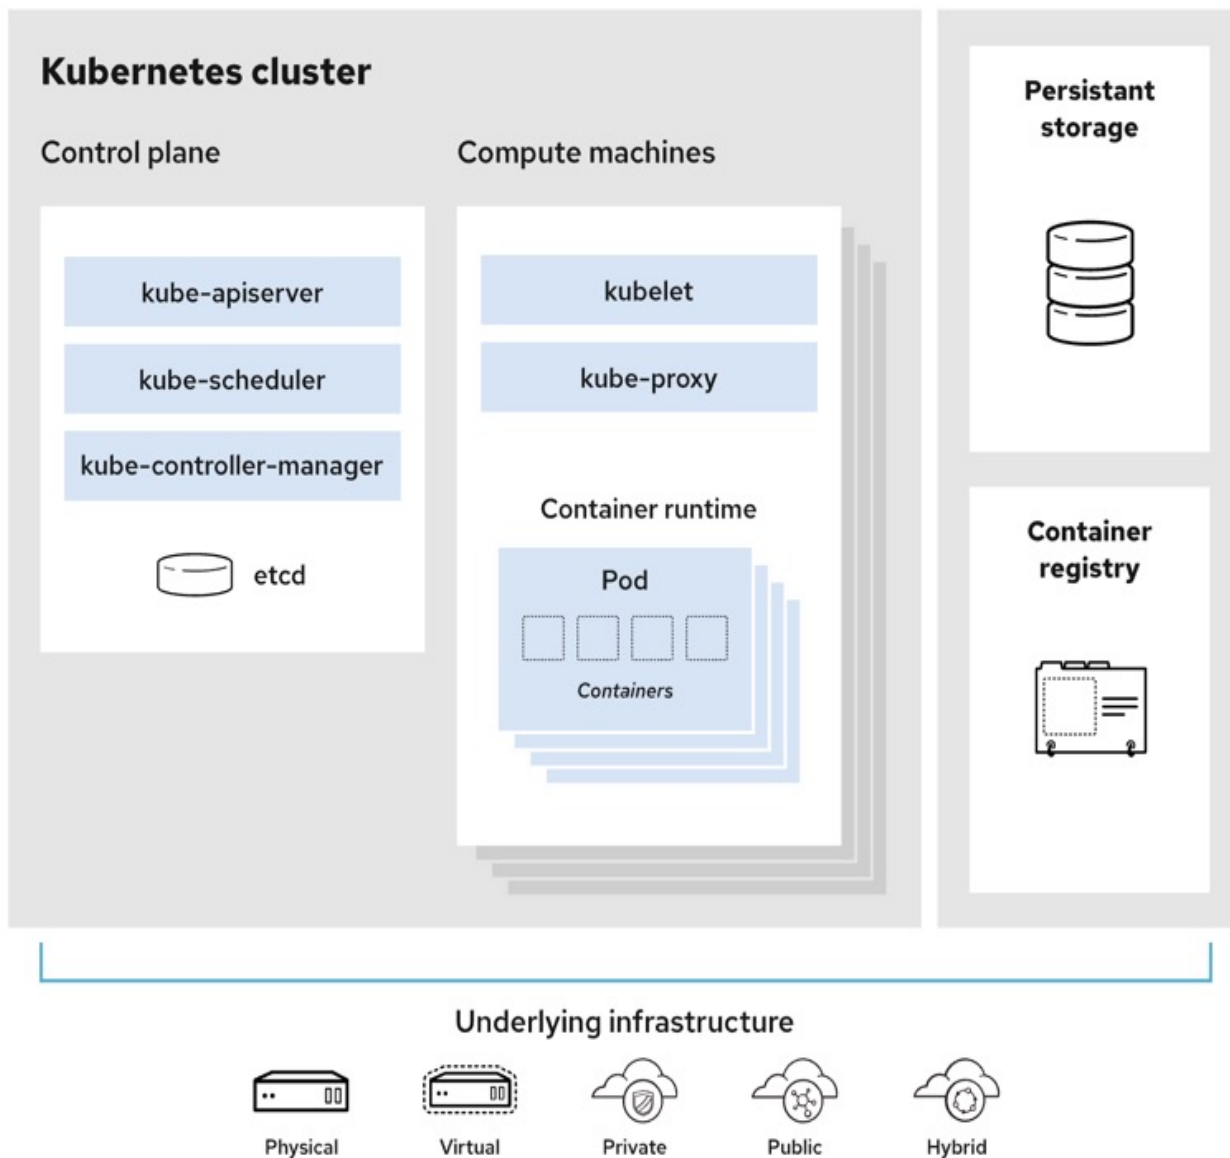 Kubernetes cluster
Control plane
kube-apiserver
kube-scheduler
kube-controller-manager
etcd
Compute machines
kubelet
kube-proxy
Container runtime
Pod
Containers
Persistant
storage
Container
registry
Underlying infrastructure
Physical
Virtual
Private
Public
Hybrid